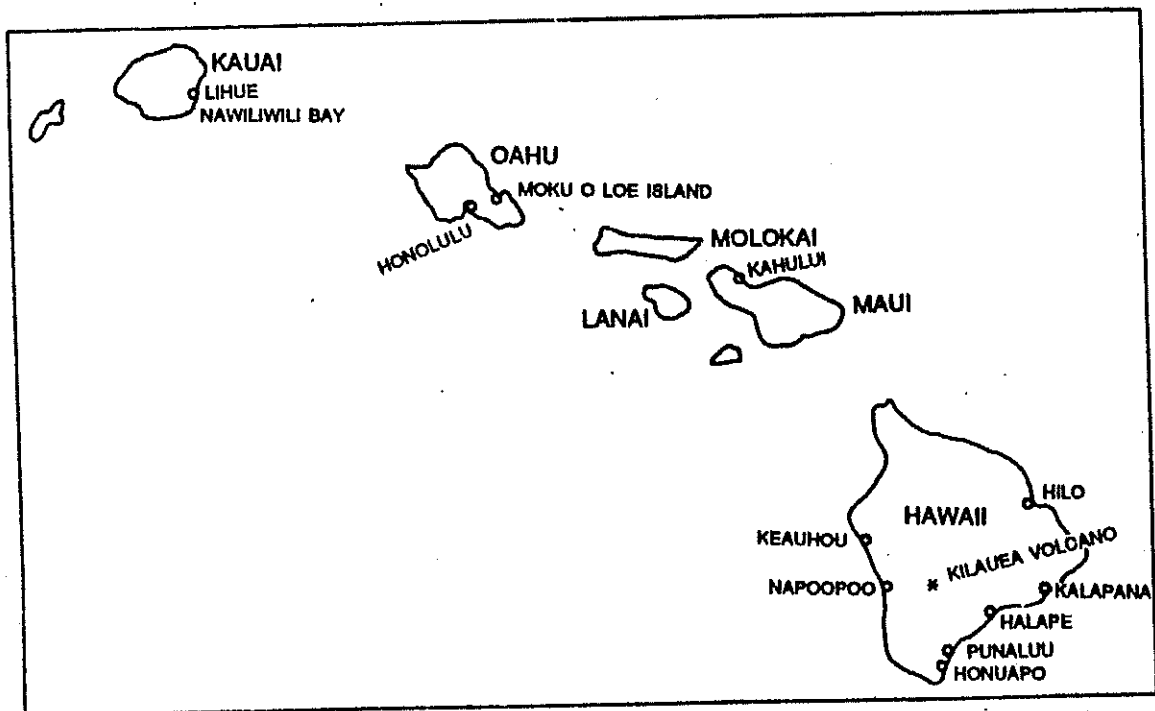 KAUAI
LIHUE
NAWILIWILI BAY
OAHU
MOKU O LOE ISLAND
HONOLULU
MOLOKAI
KAHULUI
LANAI
MAUI
HILO
HAWAII
KEAUHOU
KILAUEA VOLCANO
NAPOOPOO
KALAPANA
HALAPE
PUNALUU
HONUAPO